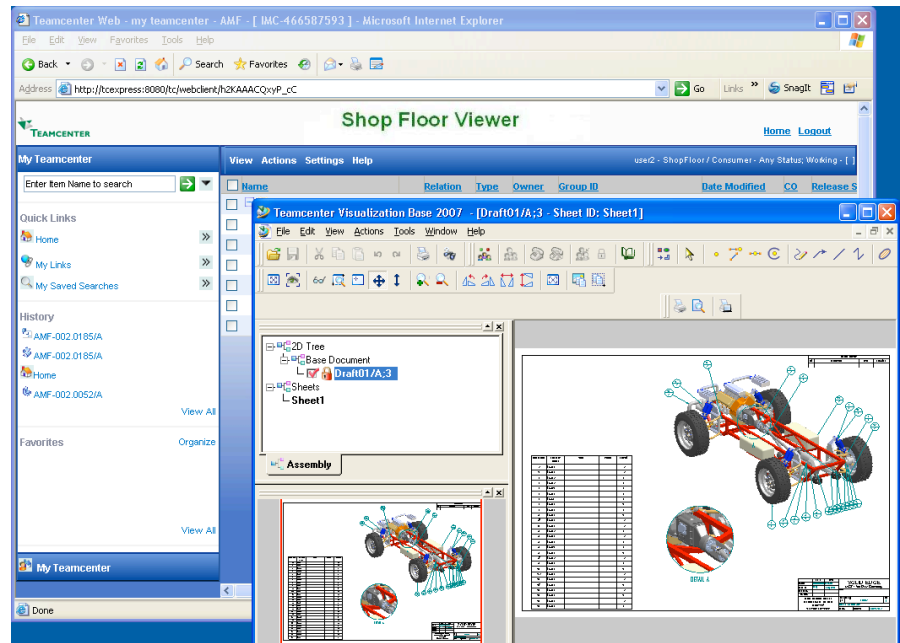 Teamcenter Web - my teamcenter - AMF - [ IMC-466587593 ] - Microsoft Internet Explorer
File Edit View Favorites Tools Help
Back Search Favorites
Address http://tcexpress:8080/tc/webclient/h2KAAACQxyP_cC Go Links » SnagIt
TEAMCENTER
Shop Floor Viewer
Home Logout
My Teamcenter
View Actions Settings Help
user2 - ShopFloor / Consumer - Any Status; Working - [ ]
Enter Item Name to search
Name Relation Type Owner Group ID Date Modified CO Release S
Quick Links
Home »
My Links »
My Saved Searches »
History
AMF-002.0185/A
AMF-002.0185/A
Home
AMF-002.0052/A
View All
Favorites Organize
View All
My Teamcenter
Done
Teamcenter Visualization Base 2007 - [Draft01/A;3 - Sheet ID: Sheet1]
File Edit View Actions Tools Window Help
2D Tree
Base Document
Draft01/A;3
Sheets
Sheet1
Assembly
DETAIL A
SOLID EDGE